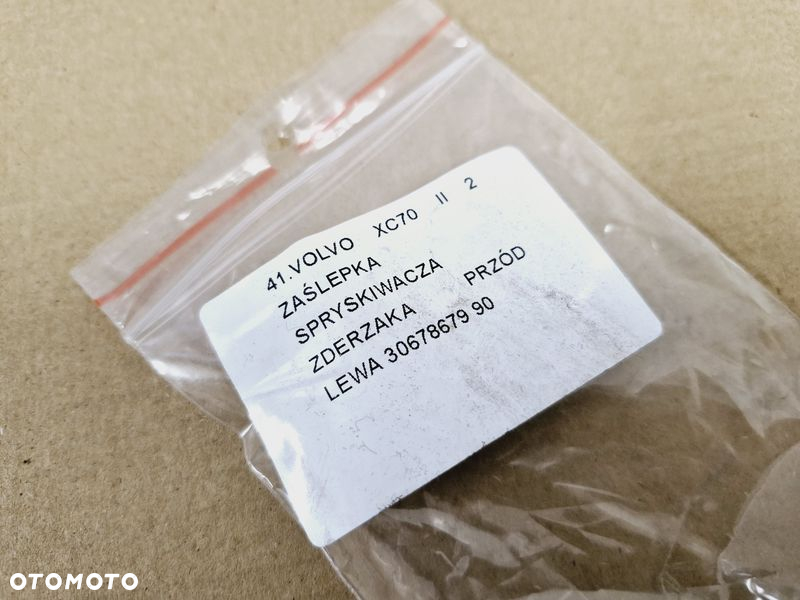 41.VOLVO XC70 II 2
ZAŚLEPKA
SPRYSKIWACZA
ZDERZAKA PRZÓD
LEWA 30678679 90
OTOMOTO